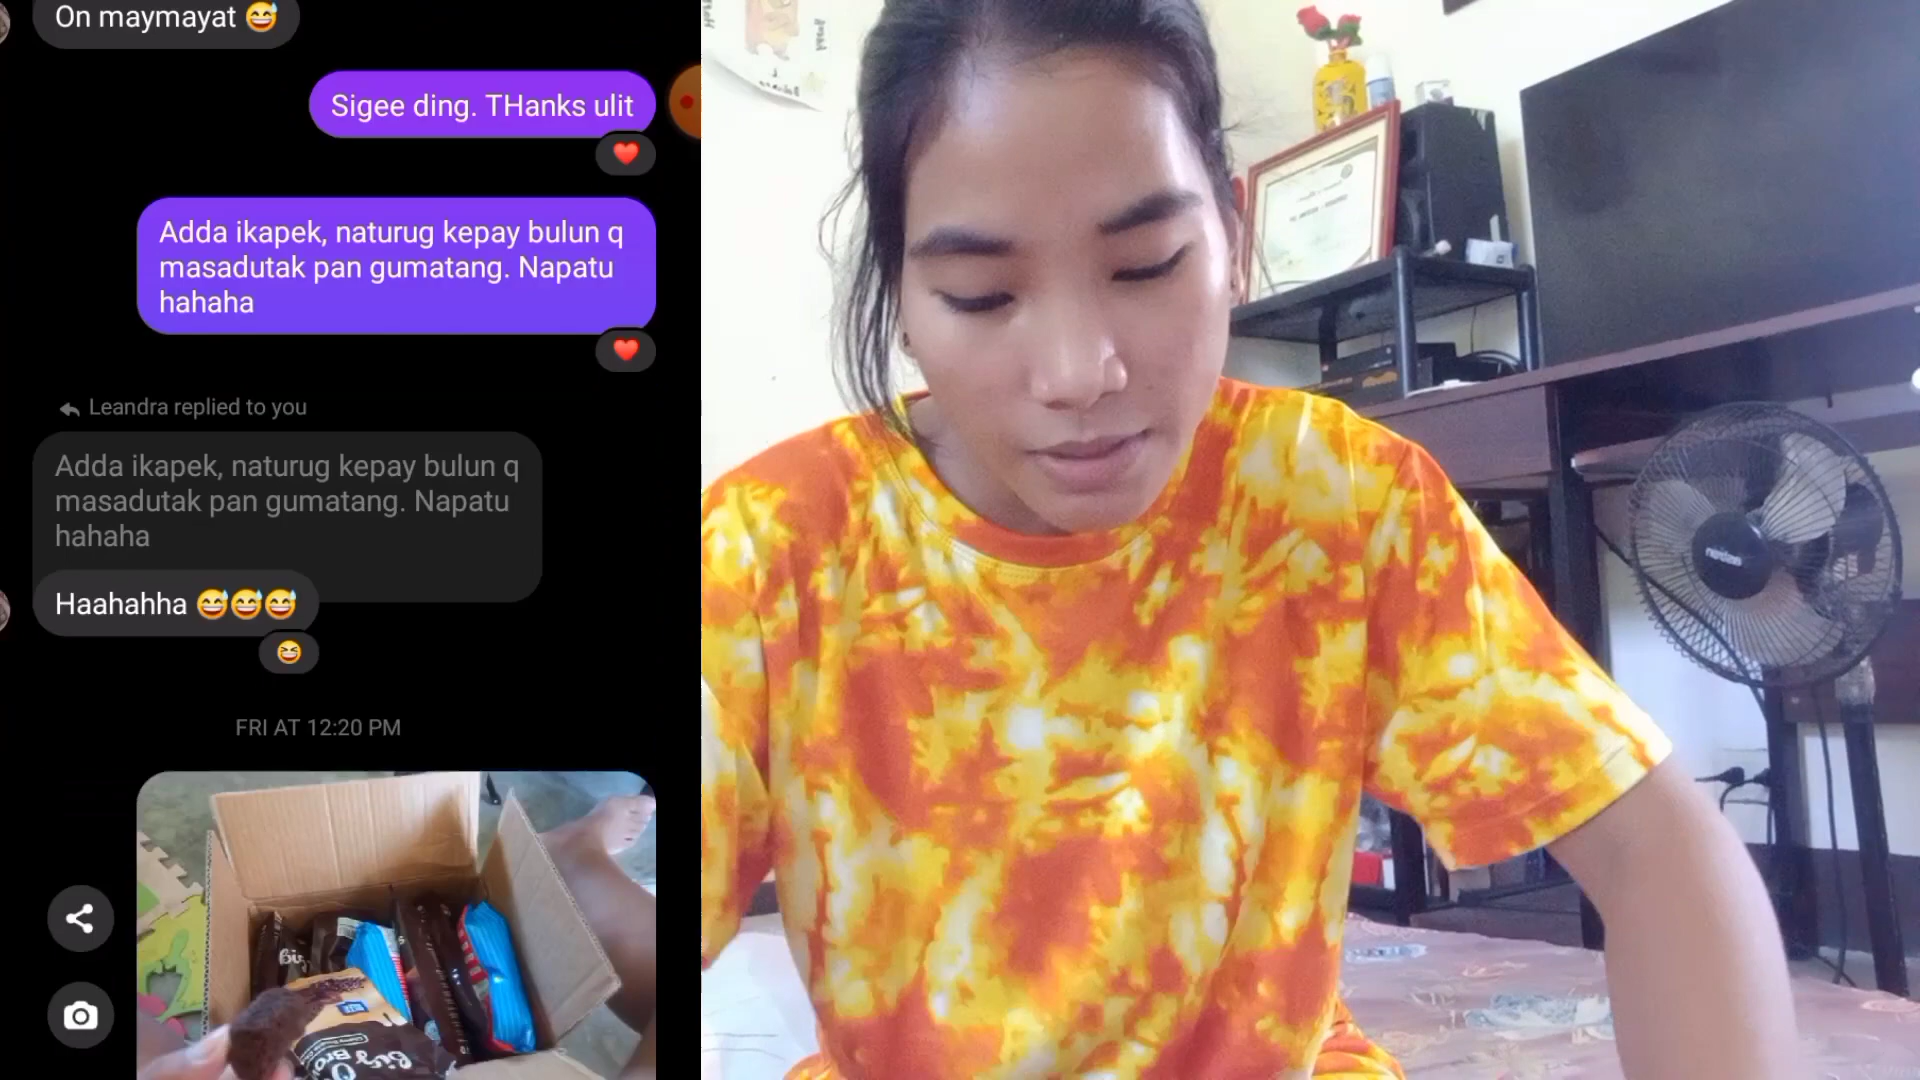 On maymayat 😅
Sigee ding. THanks ulit
Adda ikapek, naturug kepay bulun q
masadutak pan gumatang. Napatu
hahaha
Leandra replied to you
Adda ikapek, naturug kepay bulun q
masadutak pan gumatang. Napatu
hahaha
Haahahha 😅😅😅
FRI AT 12:20 PM